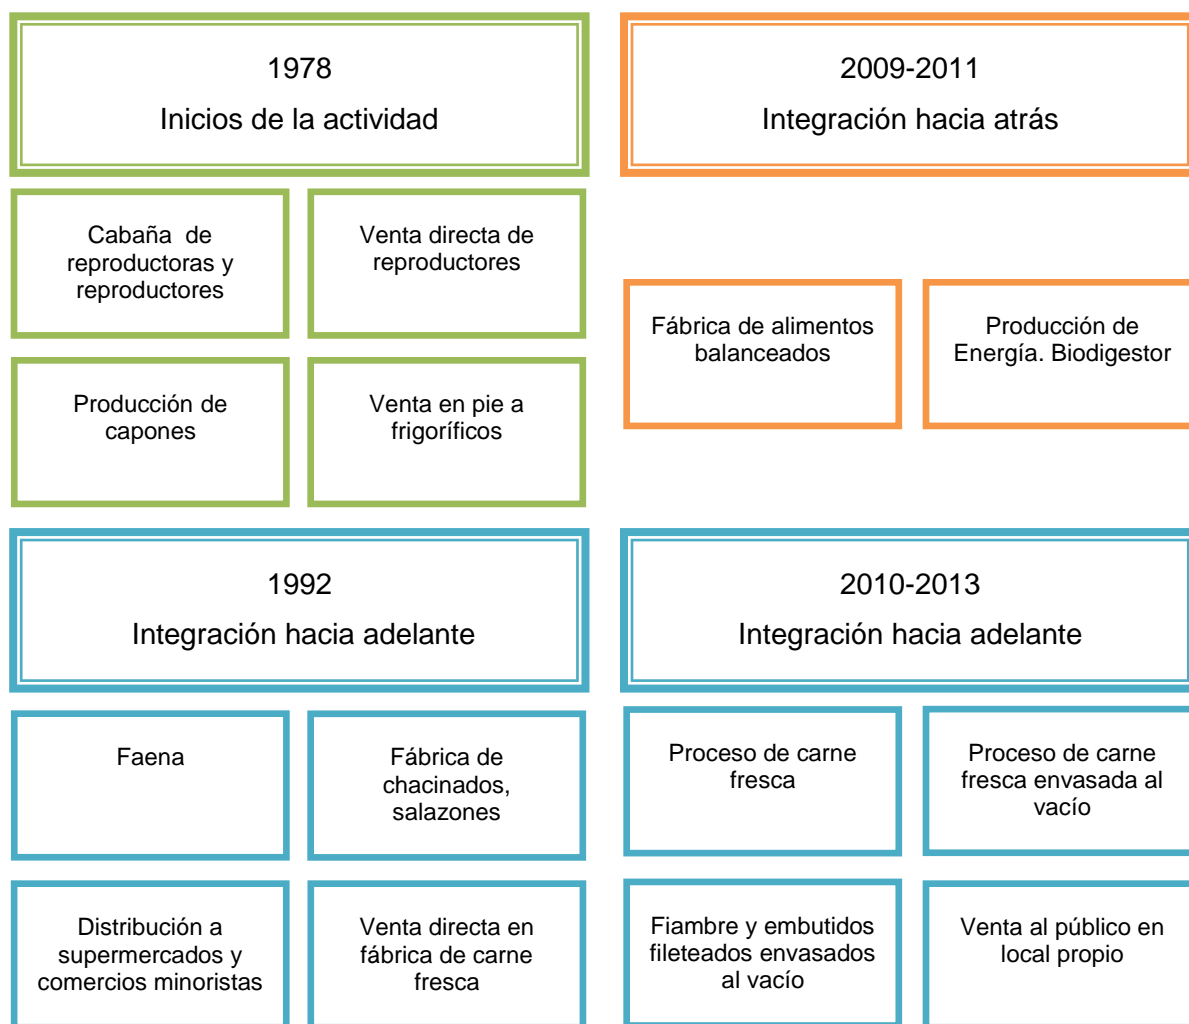 1978
Inicios de la actividad
Cabaña de
reproductoras y
reproductores
Venta directa de
reproductores
Producción de
capones
Venta en pie a
frigoríficos
2009-2011
Integración hacia atrás
Fábrica de alimentos
balanceados
Producción de
Energía. Biodigestor
1992
Integración hacia adelante
Faena
Fábrica de
chacinados,
salazones
Distribución a
supermercados y
comercios minoristas
Venta directa en
fábrica de carne
fresca
2010-2013
Integración hacia adelante
Proceso de carne
fresca
Proceso de carne
fresca envasada al
vacío
Fiambre y embutidos
fileteados envasados
al vacío
Venta al público en
local propio